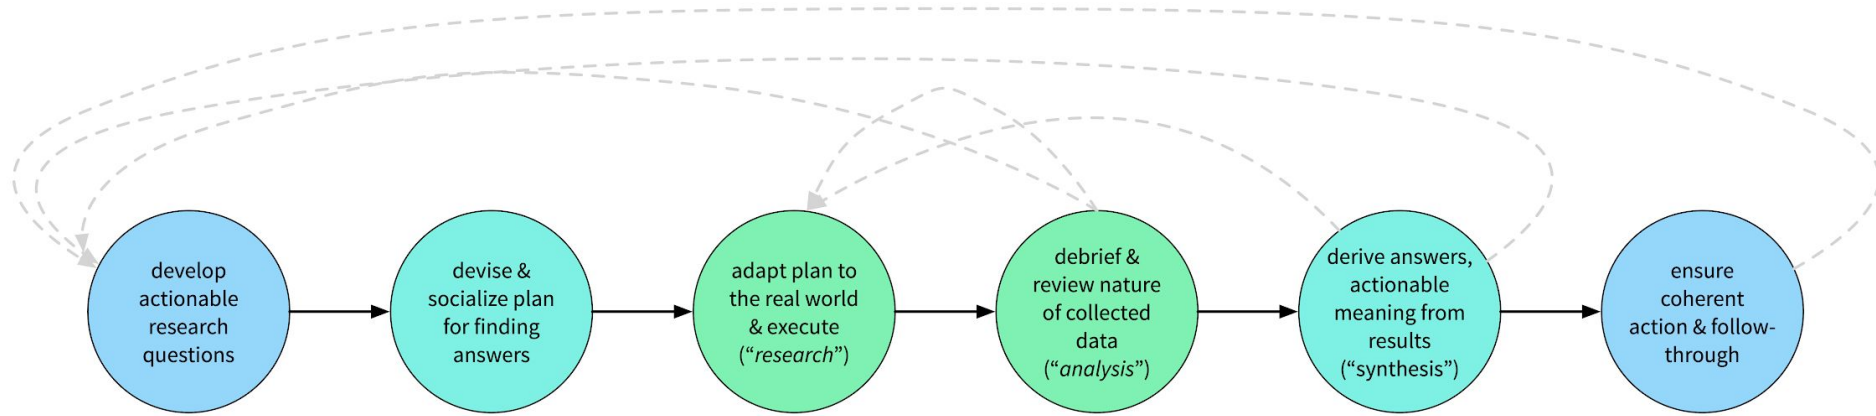 develop
actionable
research
questions
devise &
socialize plan
for finding
answers
adapt plan to
the real world
& execute
(“research”)
debrief &
review nature
of collected
data
(“analysis”)
derive answers,
actionable
meaning from
results
(“synthesis”)
ensure
coherent
action & follow-
through